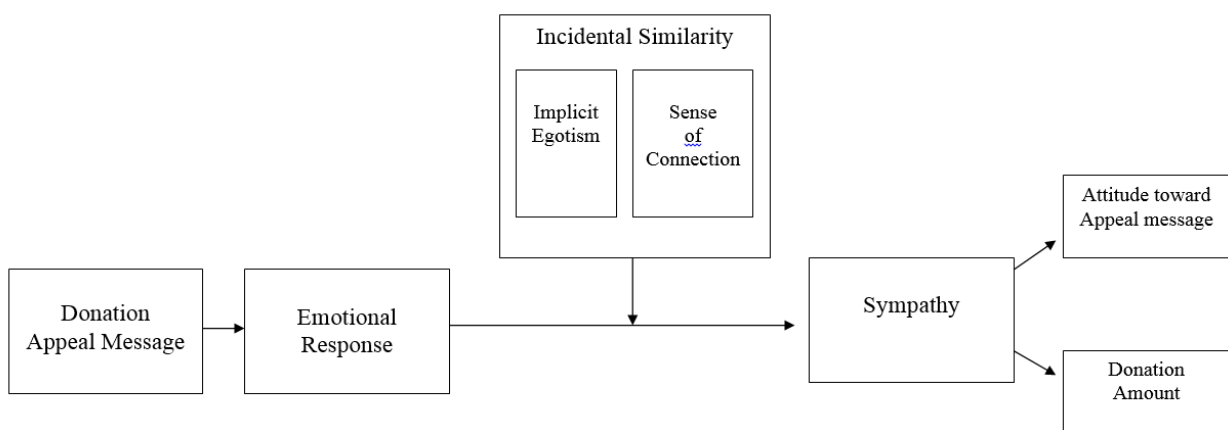 Incidental Similarity
Implicit
Egotism
Sense
of
Connection
Attitude toward
Appeal message
Donation
Appeal Message
Emotional
Response
Sympathy
Donation
Amount